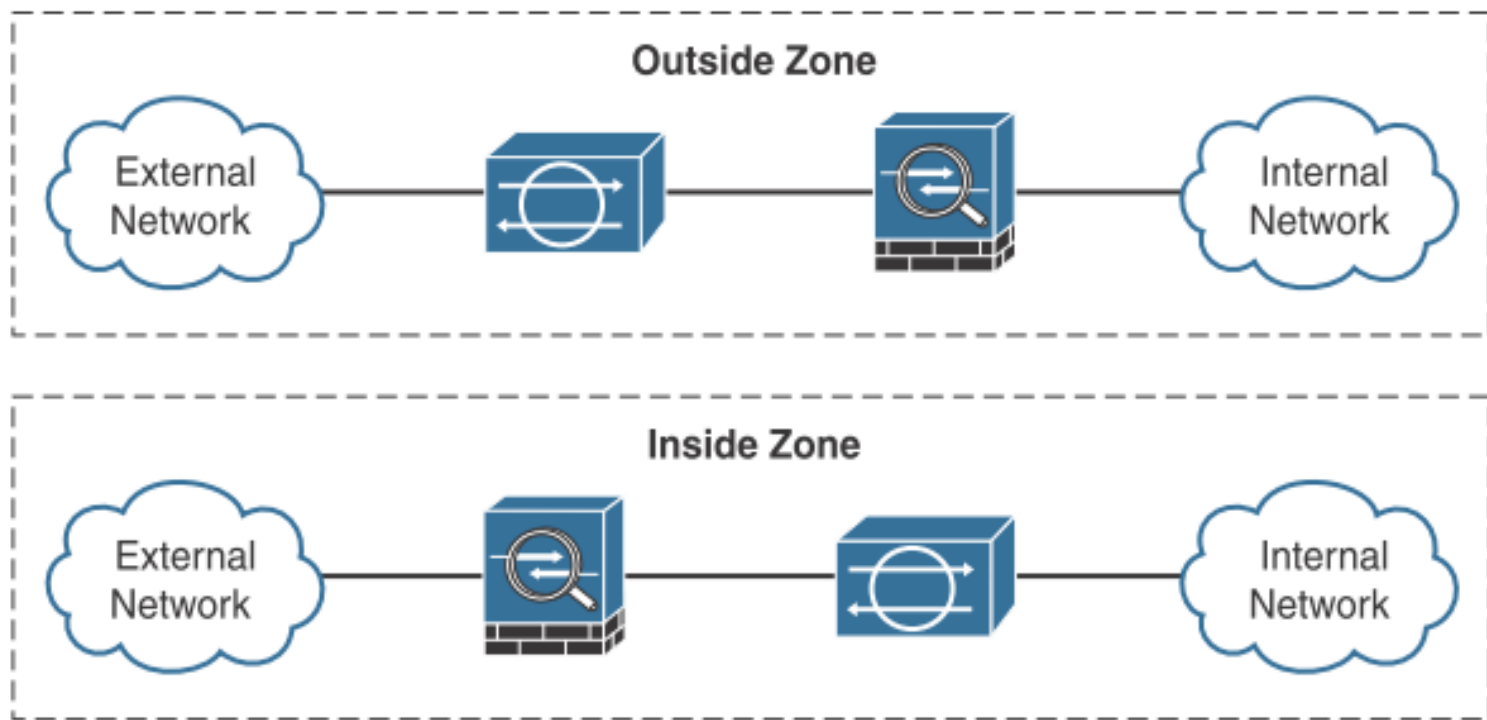 Outside Zone
External
Network
Internal
Network
Inside Zone
External
Network
Internal
Network